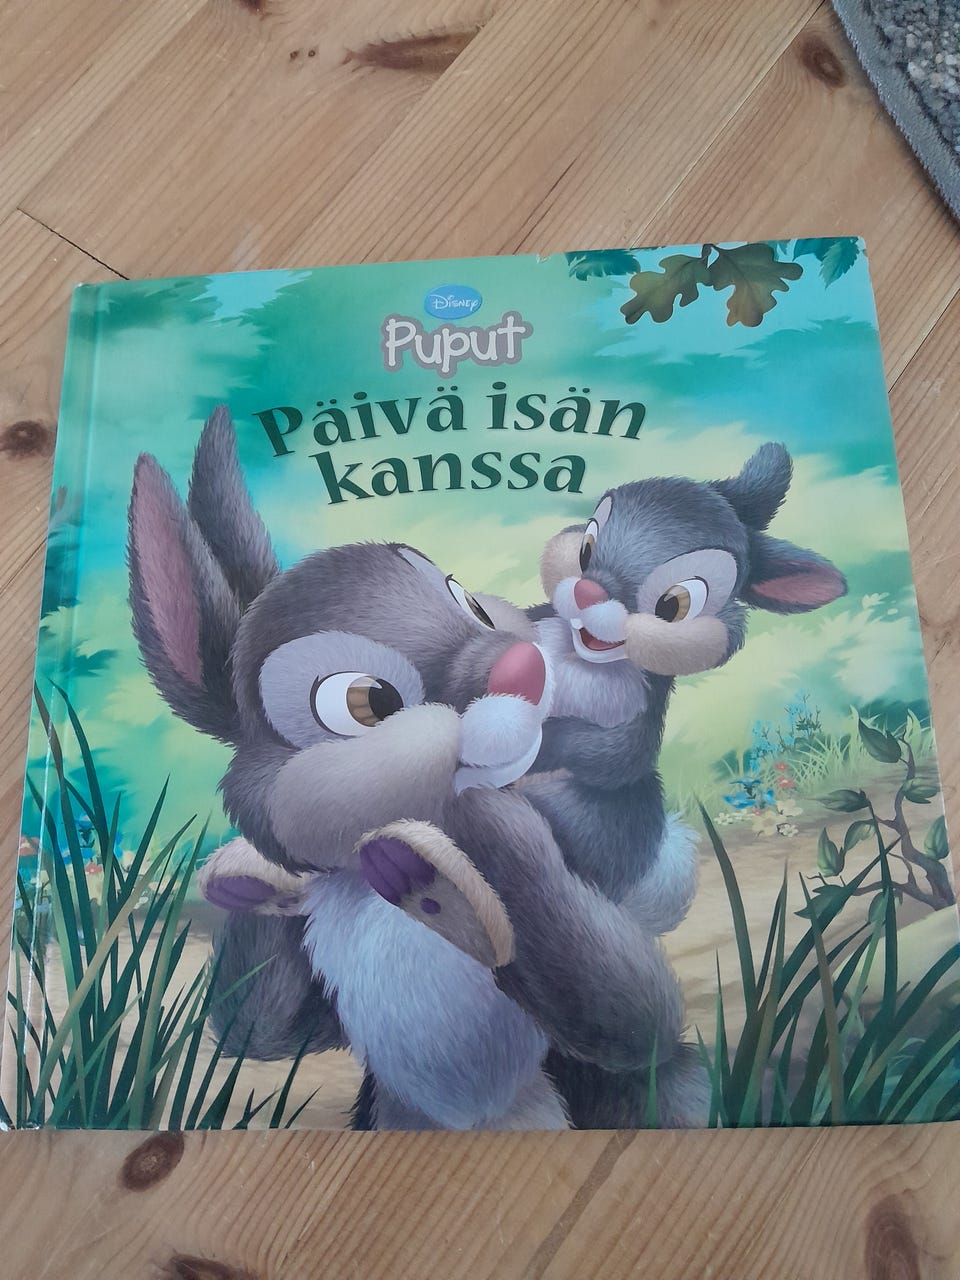 Disney
Puput
Päivä isän
kanssa